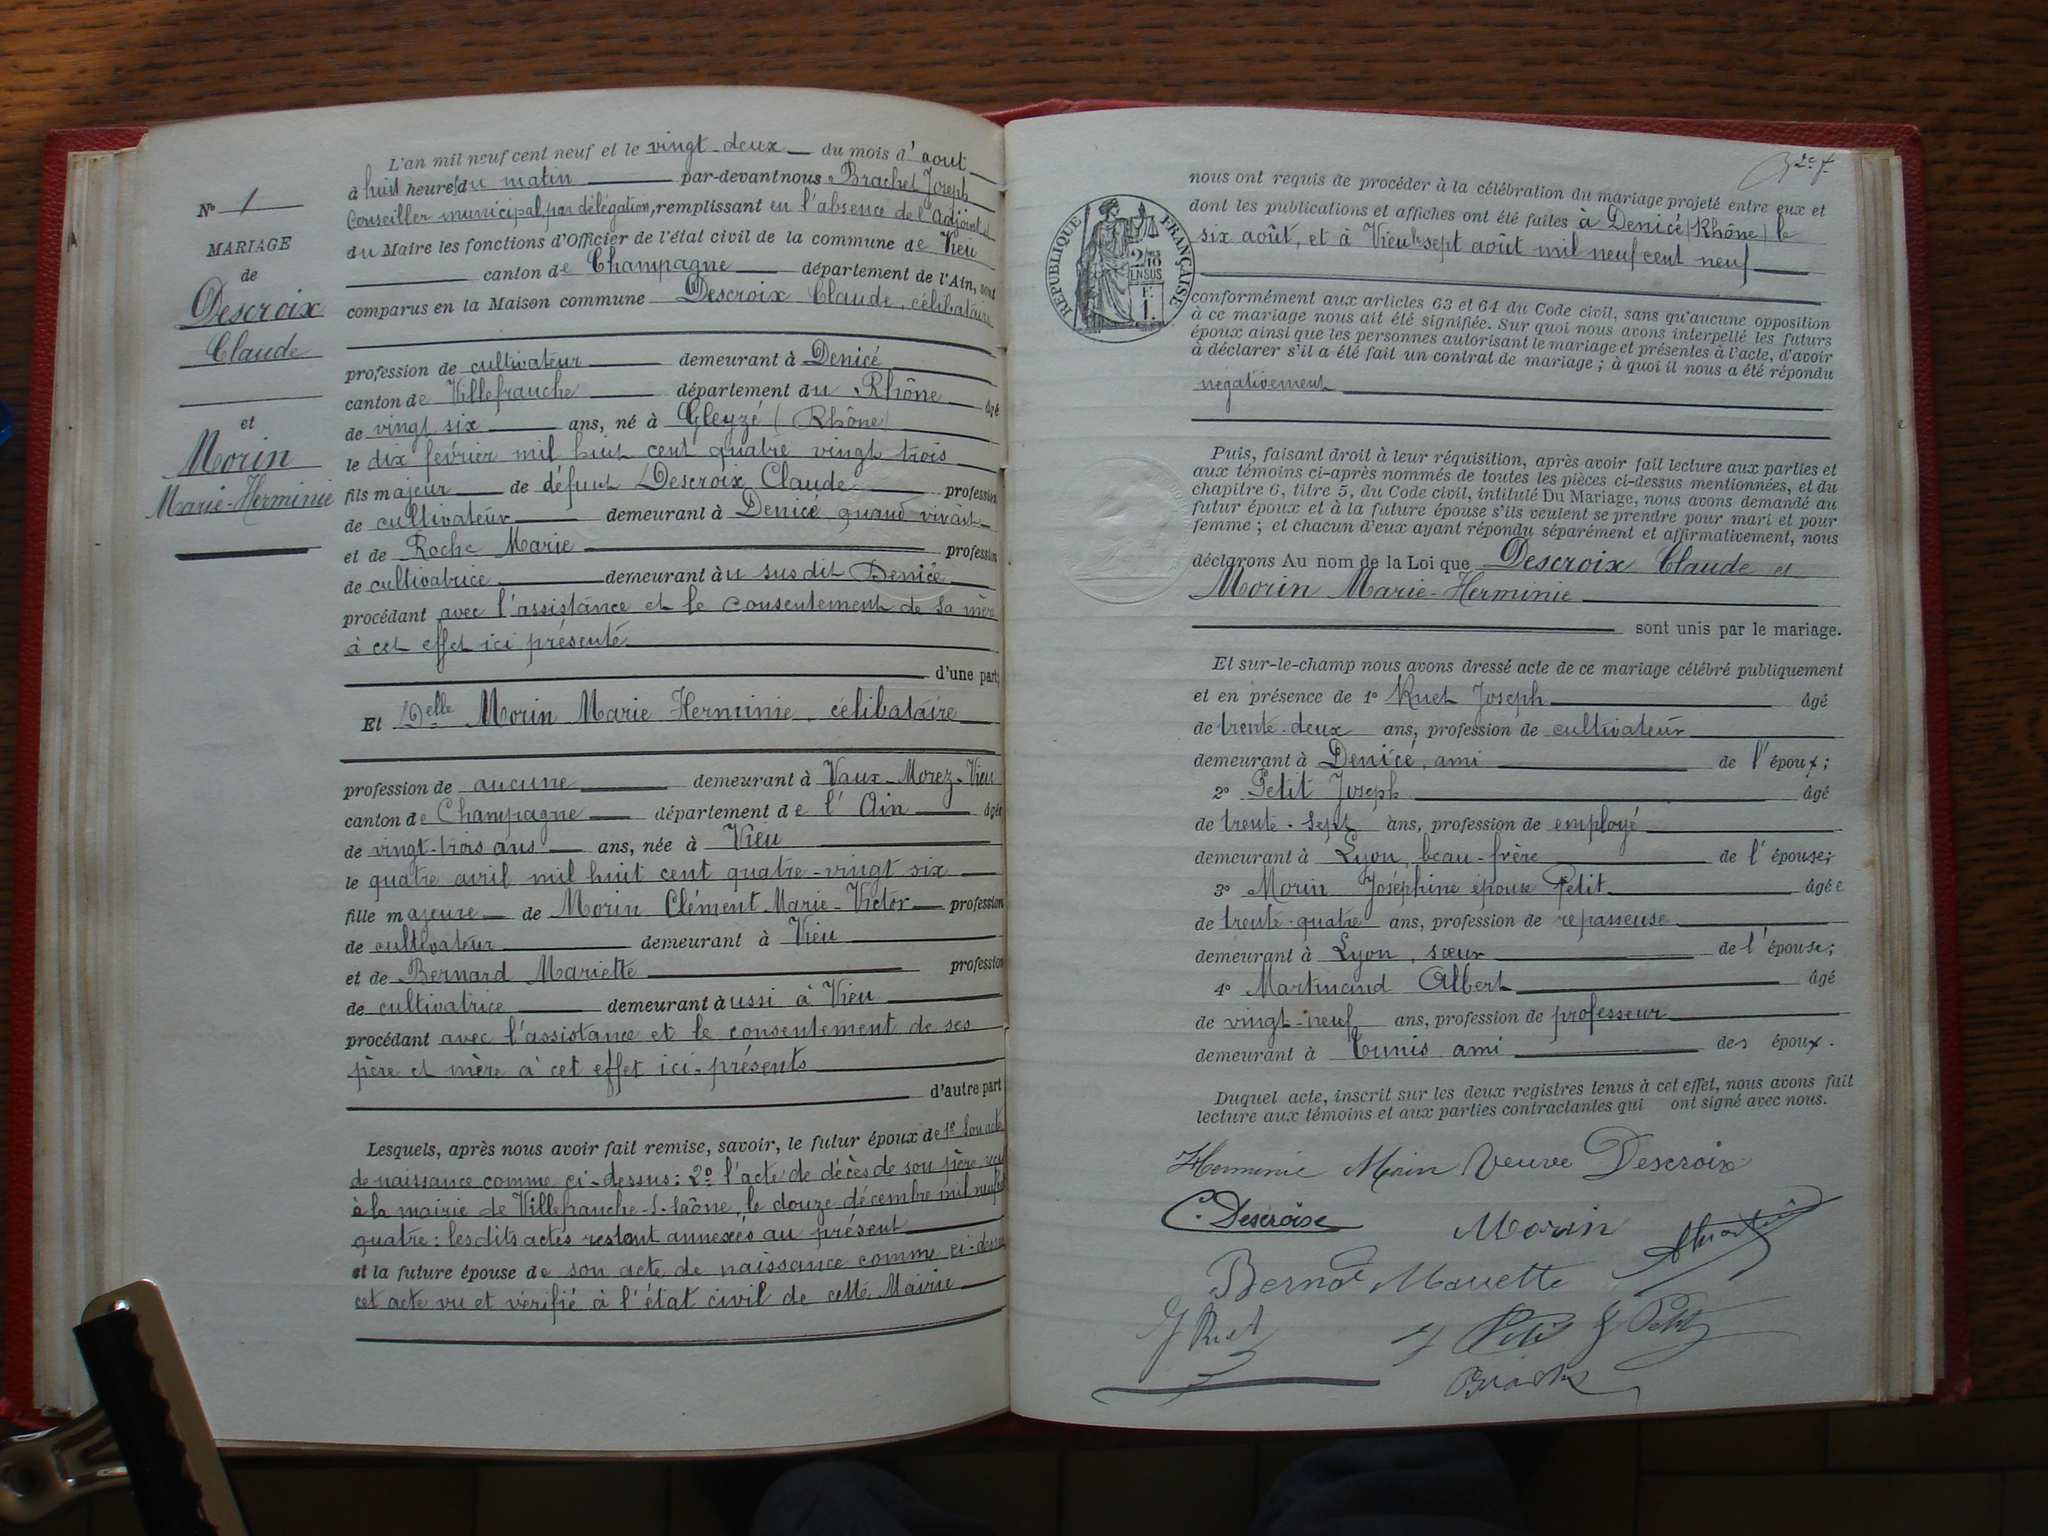 N° 1
MARIAGE
de
Descroix
Claude
et
Morin
Marie-Herminie
L'an mil neuf cent neuf et le vingt-deux du mois d'aout
à huit heures du matin par-devant nous Brachet Joseph
Conseiller municipal, par délégation, remplissant en l'absence de l'adjoint et
du Maire les fonctions d'Officier de l'état civil de la commune de Vieu
canton de Champagne département de l'Ain, sont
comparus en la Maison commune Descroix Claude, célibataire
profession de cultivateur demeurant à Denicé
canton de Villefranche département du Rhône âgé
de vingt six ans, né à Gleyzé (Rhône)
le dix février mil huit cent quatre vingt trois
fils majeur de défunt Descroix Claude profession
de cultivateur demeurant à Denicé quand vivait
et de Roche Marie profession
de cultivatrice demeurant àu susdit Denicé
procédant avec l'assistance et le consentement de sa mère
à cet effet ici présente
d'une part;
Et Delle Morin Marie Herminie, célibataire
profession de aucune demeurant à Vaux-Morez-Vieu
canton de Champagne département de l'Ain âgée
de vingt-trois ans ans, née à Vieu
le quatre avril mil huit cent quatre-vingt six
fille majeure de Morin Clément Marie-Victor profession
de cultivateur demeurant à Vieu
et de Bernard Mariette profession
de cultivatrice demeurant àussi à Vieu
procédant avec l'assistance et le consentement de ses
père et mère à cet effet ici-présents
d'autre part
Lesquels, après nous avoir fait remise, savoir, le futur époux de 1° son acte
de naissance comme ci-dessus: 2° l'acte de décès de son père reçu
à la mairie de Villefranche-s-Saône, le douze décembre mil neuf cent
quatre: lesdits actes restant annexés au présent
et la future épouse de son acte de naissance comme ci-dessus
cet acte vu et vérifié à l'état civil de cette Mairie
RÉPUBLIQUE FRANÇAISE
2/10
EN SUS
F.
1.
nous ont requis de procéder à la célébration du mariage projeté entre eux et
dont les publications et affiches ont été faites à Denicé (Rhône) le
six août, et à Vieu le sept août mil neuf cent neuf
conformément aux articles 63 et 64 du Code civil, sans qu'aucune opposition
à ce mariage nous ait été signifiée. Sur quoi nous avons interpellé les futurs
époux ainsi que les personnes autorisant le mariage et présentes à l'acte, d'avoir
à déclarer s'il a été fait un contrat de mariage; à quoi il nous a été répondu
négativement
Puis, faisant droit à leur réquisition, après avoir fait lecture aux parties et
aux témoins ci-après nommés de toutes les pièces ci-dessus mentionnées, et du
chapitre 6, titre 5, du Code civil, intitulé Du Mariage, nous avons demandé au
futur époux et à la future épouse s'ils veulent se prendre pour mari et pour
femme; et chacun d'eux ayant répondu séparément et affirmativement, nous
déclarons Au nom de la Loi que Descroix Claude et
Morin Marie-Herminie
sont unis par le mariage.
Et sur-le-champ nous avons dressé acte de ce mariage célébré publiquement
et en présence de 1° Ruet Joseph âgé
de trente-deux ans, profession de cultivateur
demeurant à Denicé, ami de l'époux;
2° Petit Joseph âgé
de trente-sept ans, profession de employé
demeurant à Lyon, beau-frère de l'épouse;
3° Morin Joséphine épouse Petit âgée
de trente-quatre ans, profession de repasseuse
demeurant à Lyon, sœur de l'épouse;
4° Martinand Albert âgé
de vingt-neuf ans, profession de professeur
demeurant à Tunis ami des époux.
Duquel acte, inscrit sur les deux registres tenus à cet effet, nous avons fait
lecture aux témoins et aux parties contractantes qui ont signé avec nous.
Herminie Morin Veuve Descroix
C. Descroix Morin
Bernard Mariette
J Ruet J Petit J Petit